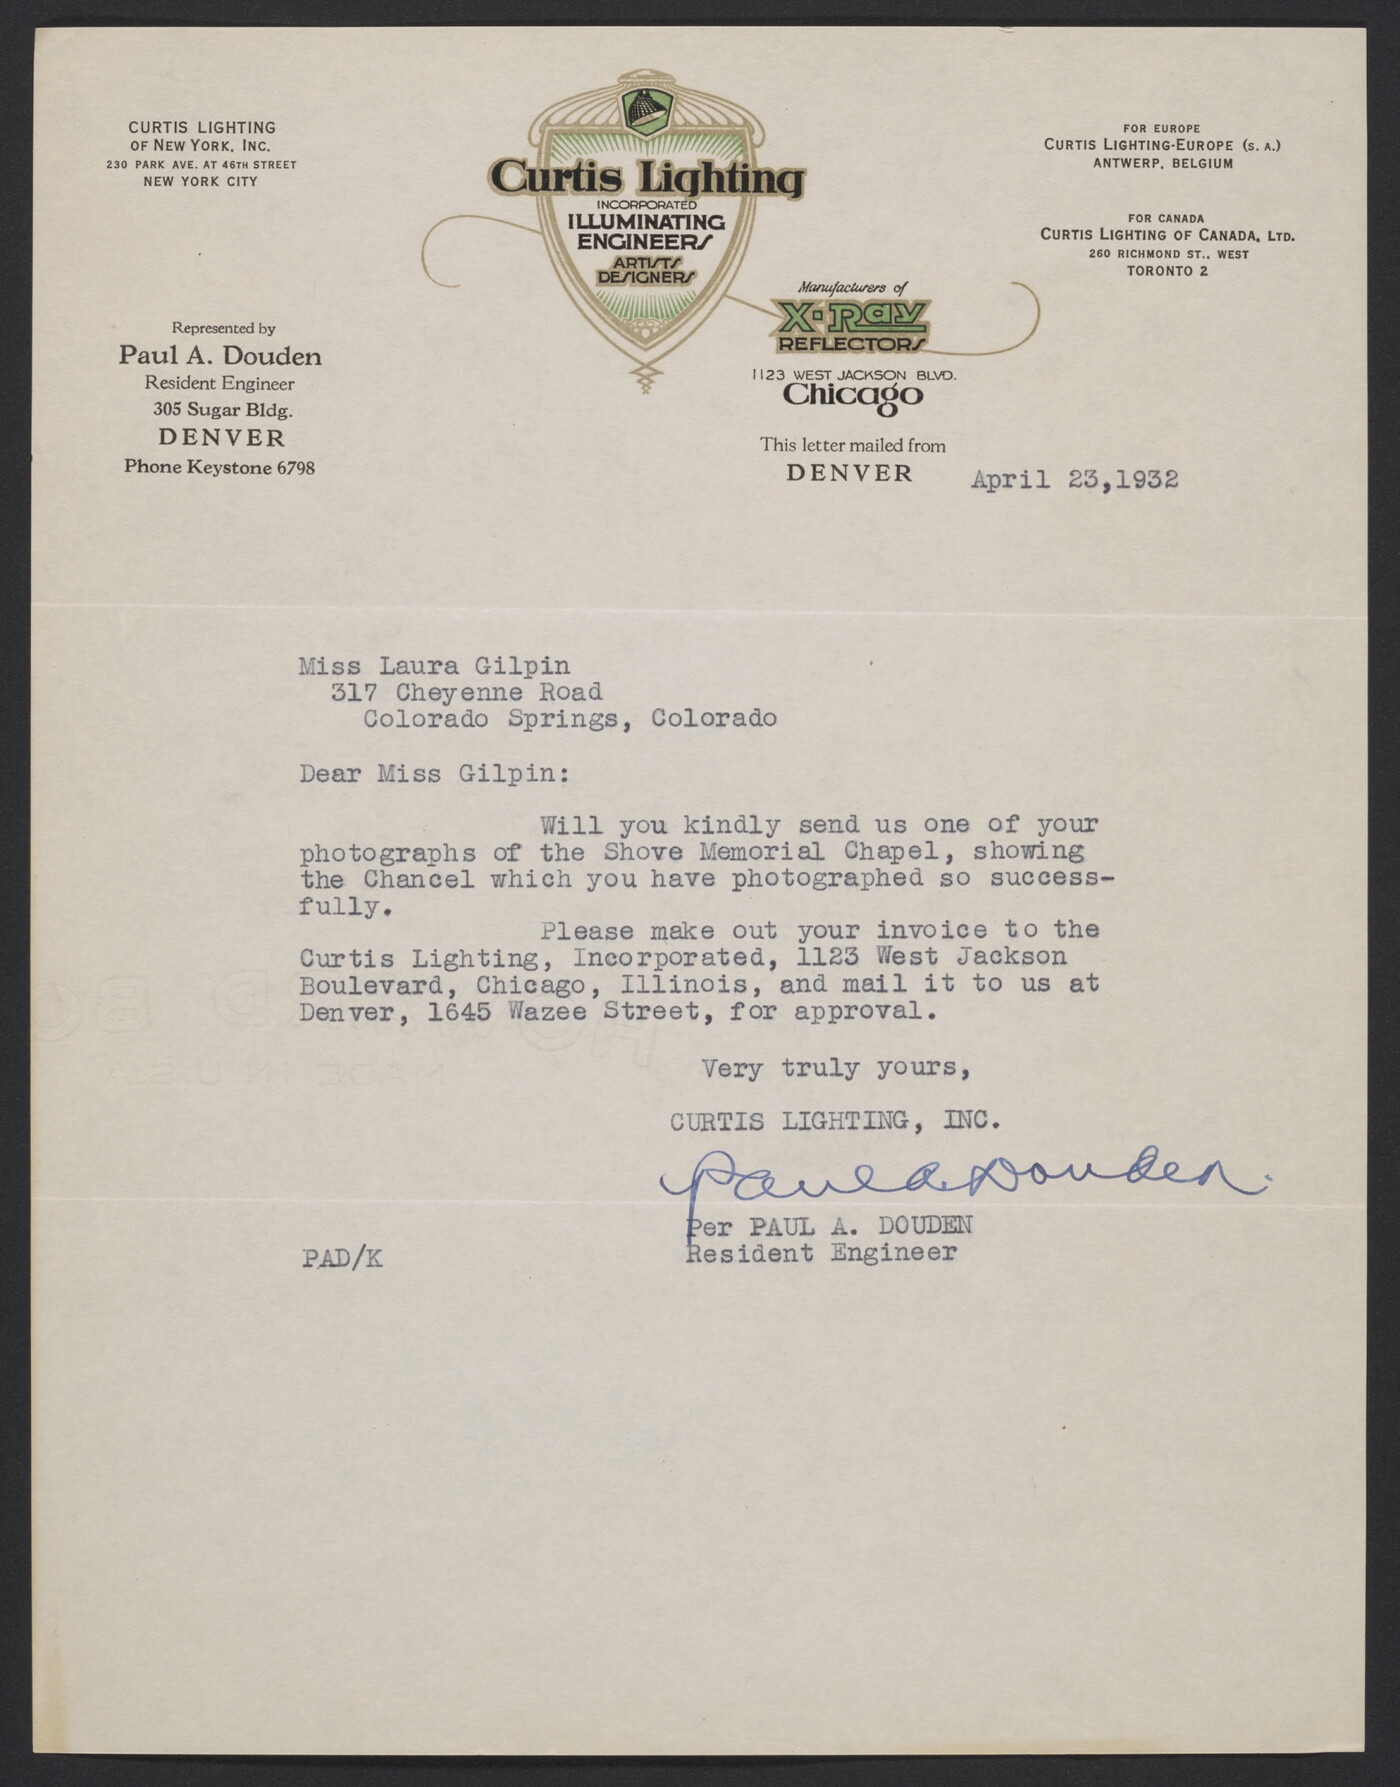 CURTIS LIGHTING
OF NEW YORK, INC.
230 PARK AVE. AT 46TH STREET
NEW YORK CITY
Curtis Lighting
INCORPORATED
ILLUMINATING
ENGINEERS
ARTISTS
DESIGNERS
FOR EUROPE
CURTIS LIGHTING-EUROPE (S. A.)
ANTWERP, BELGIUM
FOR CANADA
CURTIS LIGHTING OF CANADA, LTD.
260 RICHMOND ST., WEST
TORONTO 2
Manufacturers of
X-Ray
REFLECTORS
1123 WEST JACKSON BLVD.
Chicago
Represented by
Paul A. Douden
Resident Engineer
305 Sugar Bldg.
DENVER
Phone Keystone 6798
This letter mailed from
DENVER
April 23,1932
Miss Laura Gilpin
317 Cheyenne Road
Colorado Springs, Colorado
Dear Miss Gilpin:
Will you kindly send us one of your
photographs of the Shove Memorial Chapel, showing
the Chancel which you have photographed so success-
fully.
Please make out your invoice to the
Curtis Lighting, Incorporated, 1123 West Jackson
Boulevard, Chicago, Illinois, and mail it to us at
Denver, 1645 Wazee Street, for approval.
Very truly yours,
CURTIS LIGHTING, INC.
Paul A. Douden.
Per PAUL A. DOUDEN
Resident Engineer
PAD/K